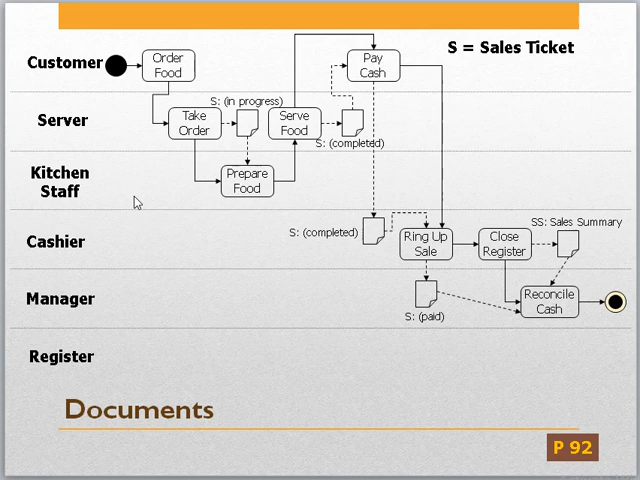 S = Sales Ticket
Customer
Order
Food
Pay
Cash
Server
Take
Order
S: (in progress)
Serve
Food
S: (completed)
Kitchen
Staff
Prepare
Food
Cashier
S: (completed)
Ring Up
Sale
Close
Register
SS: Sales Summary
Manager
S: (paid)
Reconcile
Cash
Register
Documents
P 92